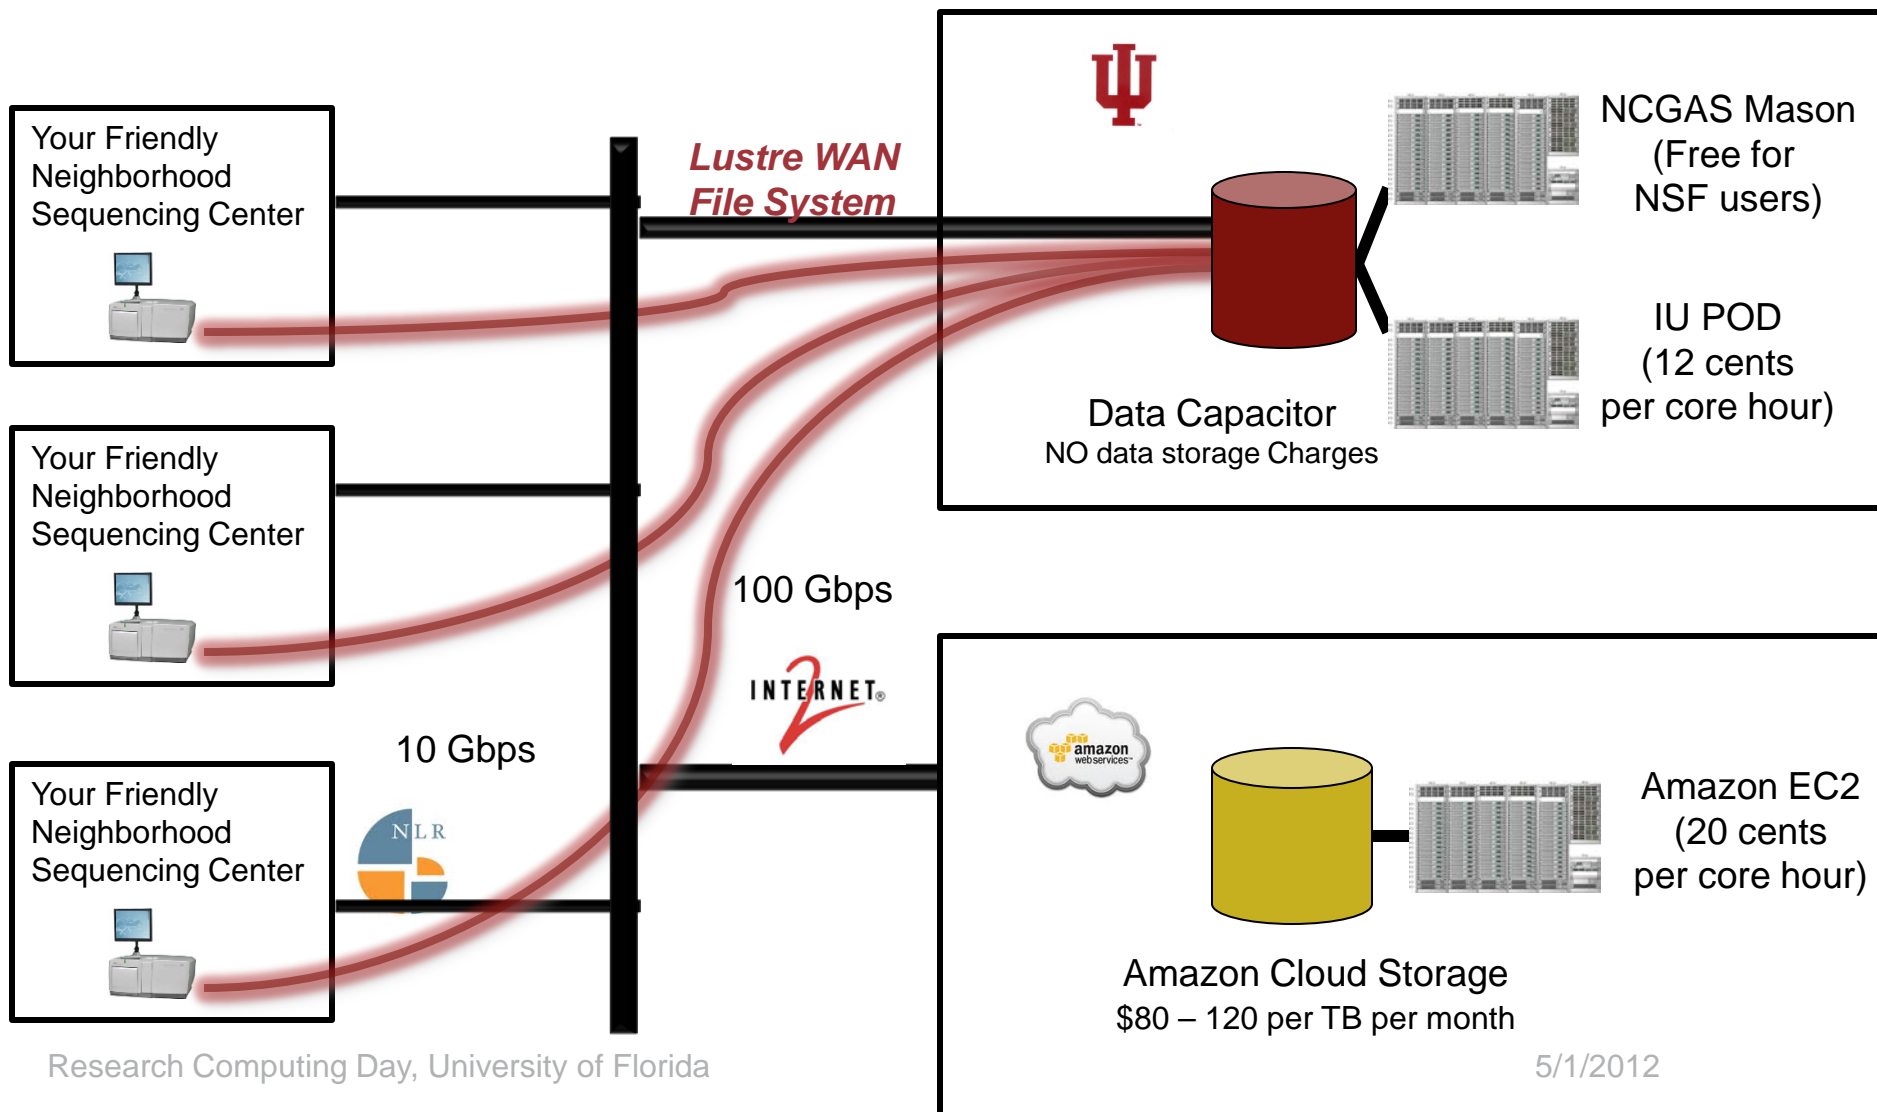 Your Friendly
Neighborhood
Sequencing Center
Your Friendly
Neighborhood
Sequencing Center
Your Friendly
Neighborhood
Sequencing Center
10 Gbps
NLR
Lustre WAN
File System
100 Gbps
INTERNET®
2
Data Capacitor
NO data storage Charges
NCGAS Mason
(Free for
NSF users)
IU POD
(12 cents
per core hour)
amazon
webservices™
Amazon Cloud Storage
$80 – 120 per TB per month
Amazon EC2
(20 cents
per core hour)
Research Computing Day, University of Florida
5/1/2012